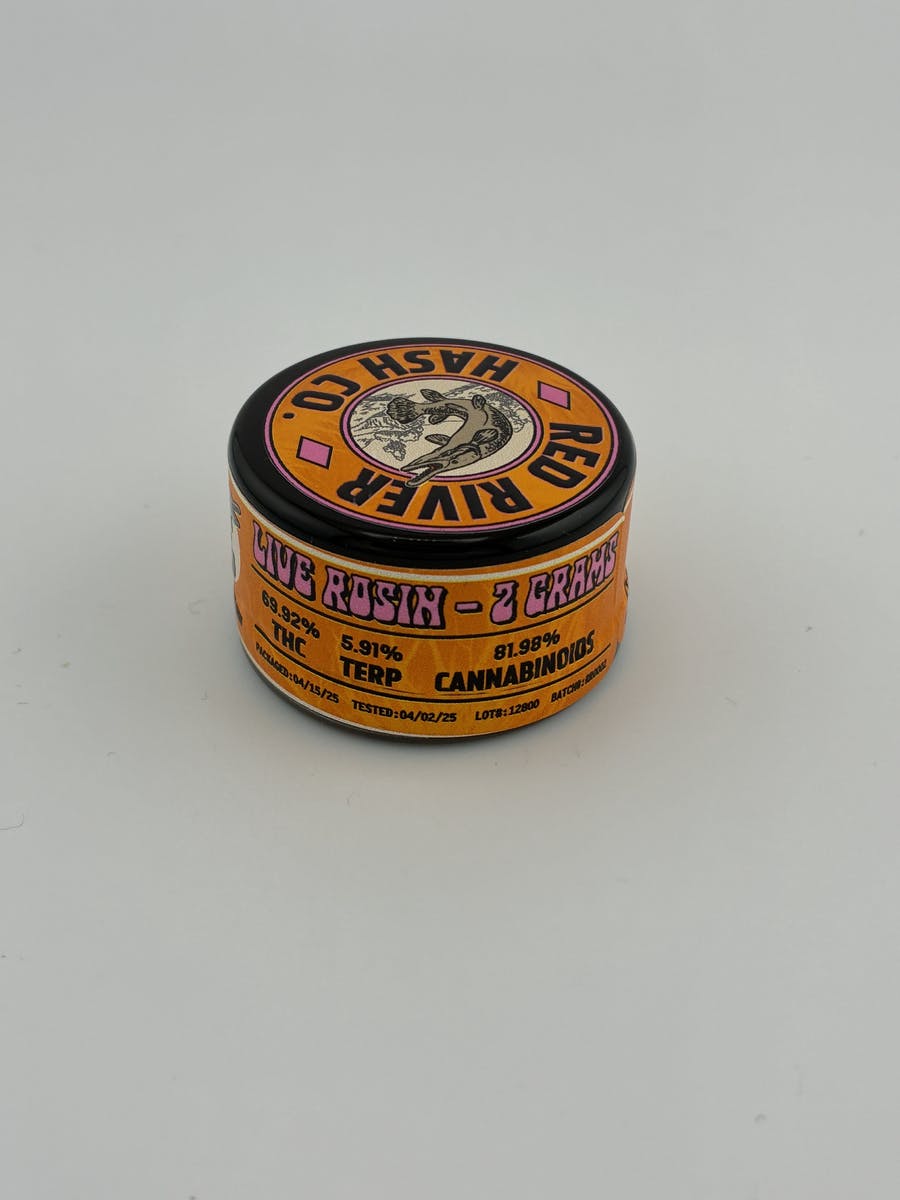 RED RIVER
HASH CO.
LIVE ROSIN - 2 GRAMS
69.92% THC
5.91% TERP
81.98% CANNABINOIDS
PACKAGED:04/15/25 TESTED:04/02/25 LOT#:12800 BATCH#: